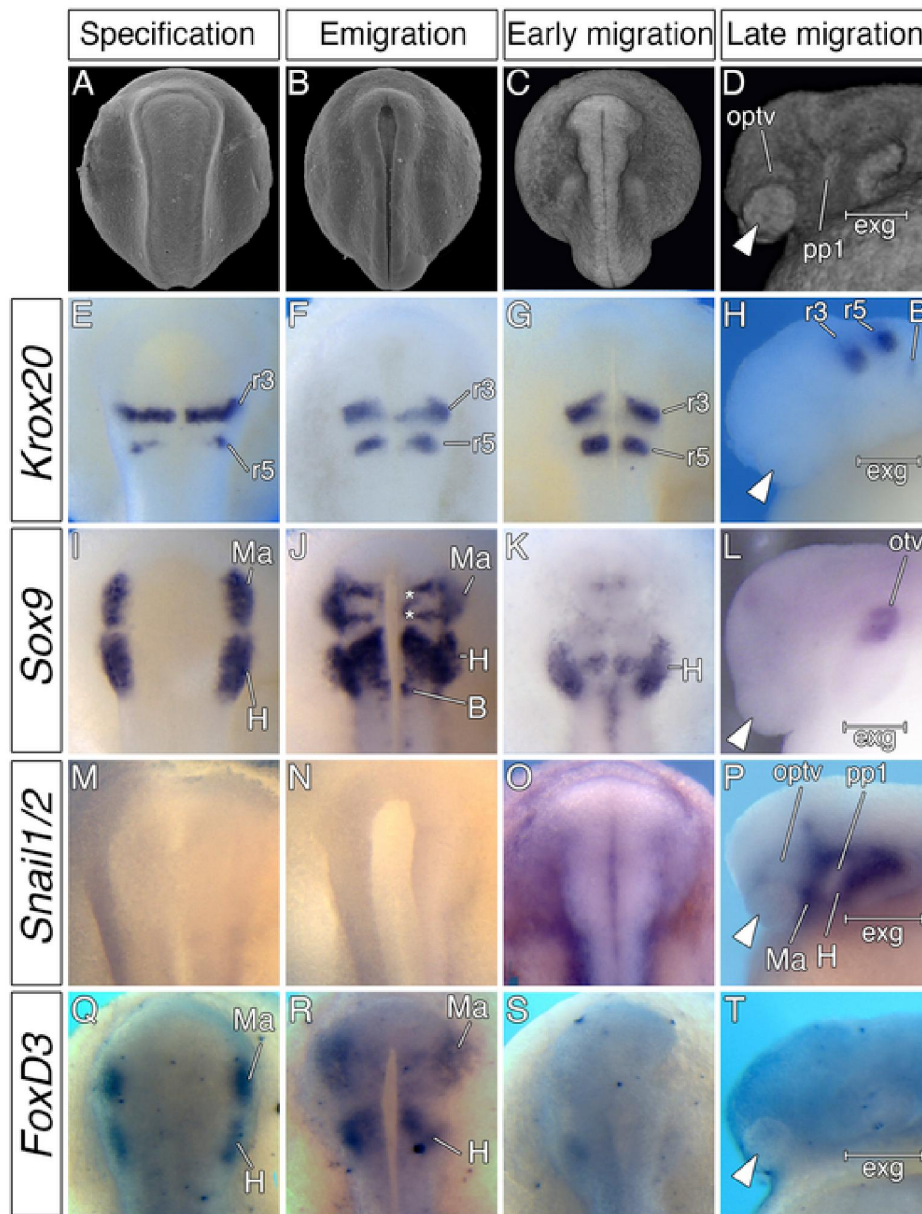 Specification Emigration Early migration Late migration
A B C D
optv
pp1
exg
Krox20
E F G H
r3 r5 B
r3 r3 r3
r5 r5 r5
exg
Sox9
I J K L
Ma Ma otv
*
*
H H H
B
exg
Snail1/2
M N O P
optv pp1
exg
Ma H
FoxD3
Q R S T
Ma Ma
H H
exg